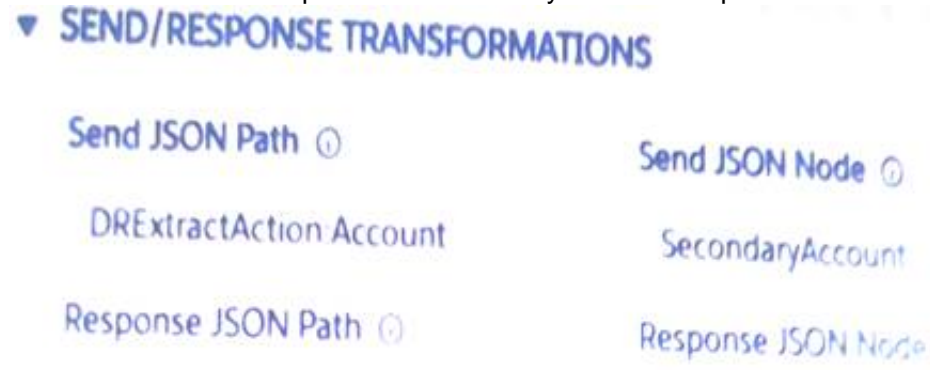 SEND/RESPONSE TRANSFORMATIONS
Send JSON Path
Send JSON Node
DRExtractAction:Account
SecondaryAccount
Response JSON Path
Response JSON Node